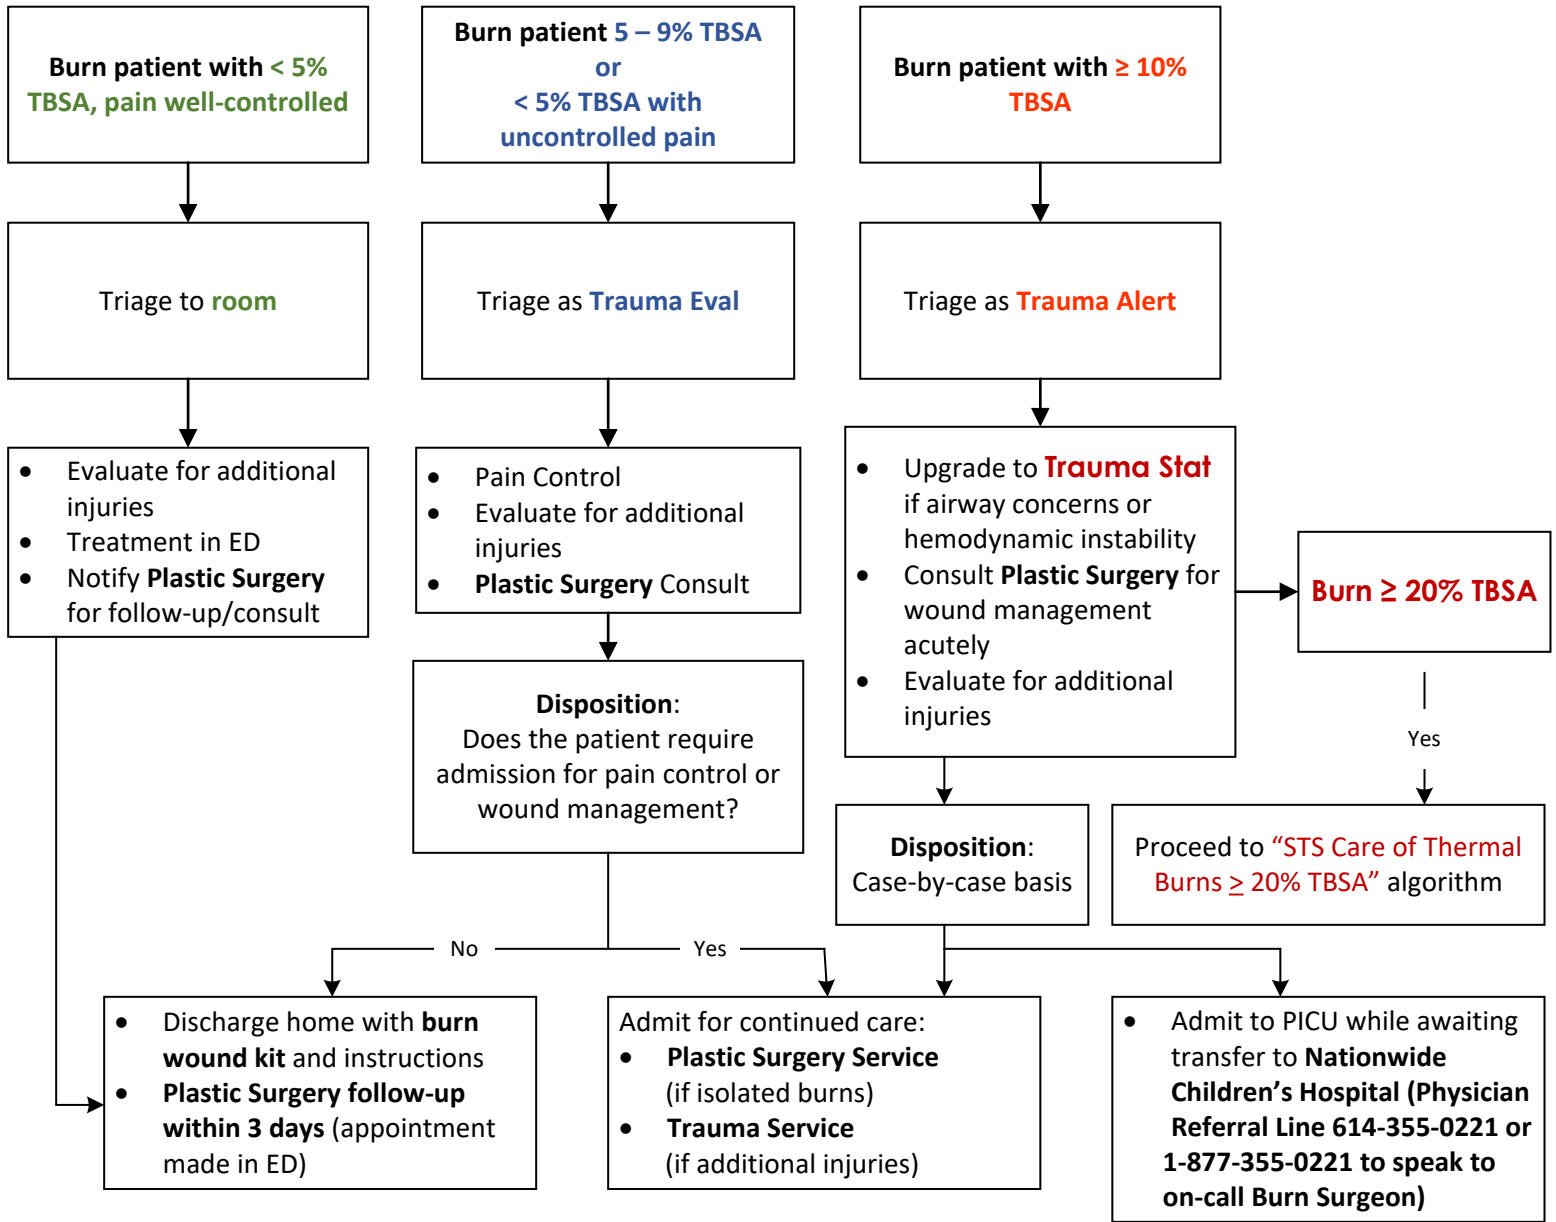 Burn patient with < 5%
TBSA, pain well-controlled
Burn patient 5 – 9% TBSA
or
< 5% TBSA with
uncontrolled pain
Burn patient with ≥ 10%
TBSA
Triage to room
Triage as Trauma Eval
Triage as Trauma Alert
• Evaluate for additional
injuries
• Treatment in ED
• Notify Plastic Surgery
for follow-up/consult
• Pain Control
• Evaluate for additional
injuries
• Plastic Surgery Consult
• Upgrade to Trauma Stat
if airway concerns or
hemodynamic instability
• Consult Plastic Surgery for
wound management
acutely
• Evaluate for additional
injuries
Burn ≥ 20% TBSA
Yes
Disposition:
Does the patient require
admission for pain control or
wound management?
Disposition:
Case-by-case basis
Proceed to “STS Care of Thermal
Burns ≥ 20% TBSA” algorithm
No
Yes
• Discharge home with burn
wound kit and instructions
• Plastic Surgery follow-up
within 3 days (appointment
made in ED)
Admit for continued care:
• Plastic Surgery Service
(if isolated burns)
• Trauma Service
(if additional injuries)
• Admit to PICU while awaiting
transfer to Nationwide
Children’s Hospital (Physician
Referral Line 614-355-0221 or
1-877-355-0221 to speak to
on-call Burn Surgeon)